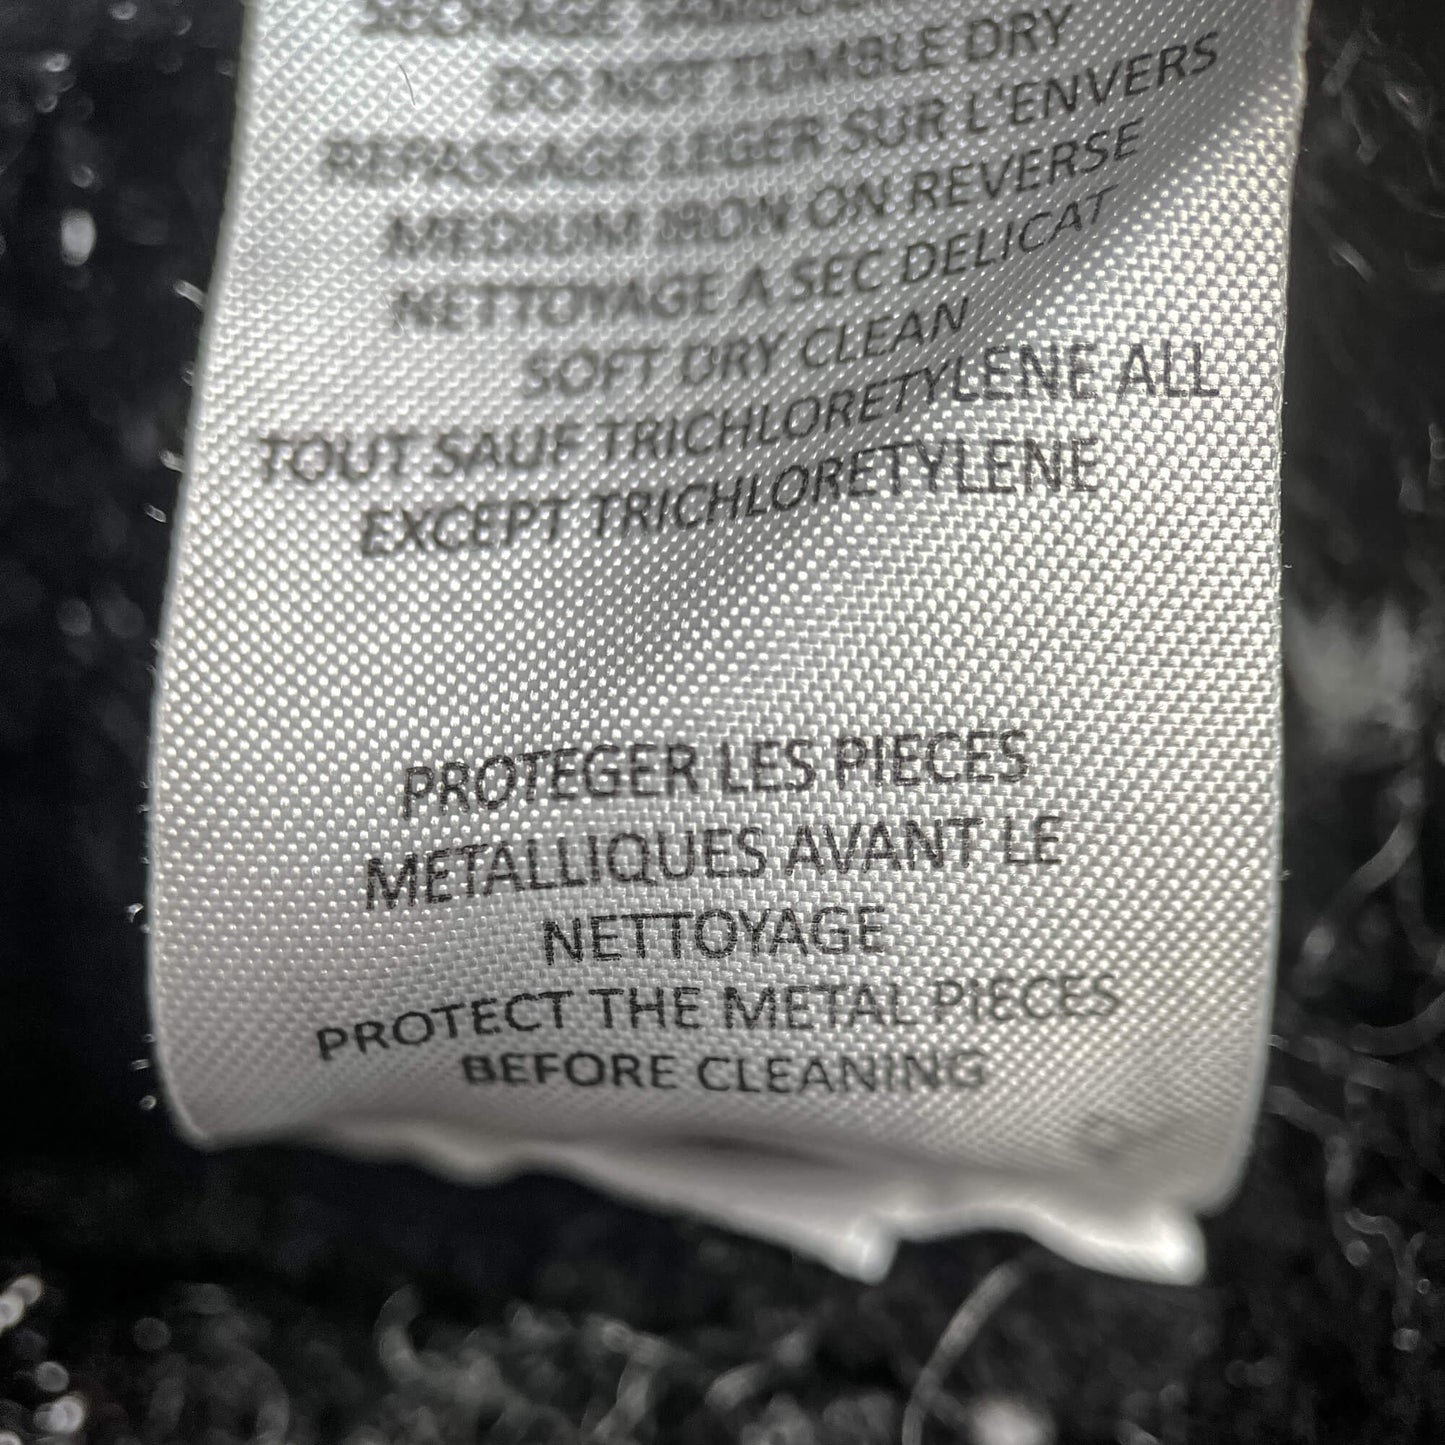 DO NOT TUMBLE DRY
REPASSAGE LEGER SUR L'ENVERS
MEDIUM IRON ON REVERSE
NETTOYAGE A SEC DELICAT
SOFT DRY CLEAN
TOUT SAUF TRICHLORETYLENE ALL
EXCEPT TRICHLORETYLENE
PROTEGER LES PIECES
METALLIQUES AVANT LE
NETTOYAGE
PROTECT THE METAL PIECES
BEFORE CLEANING